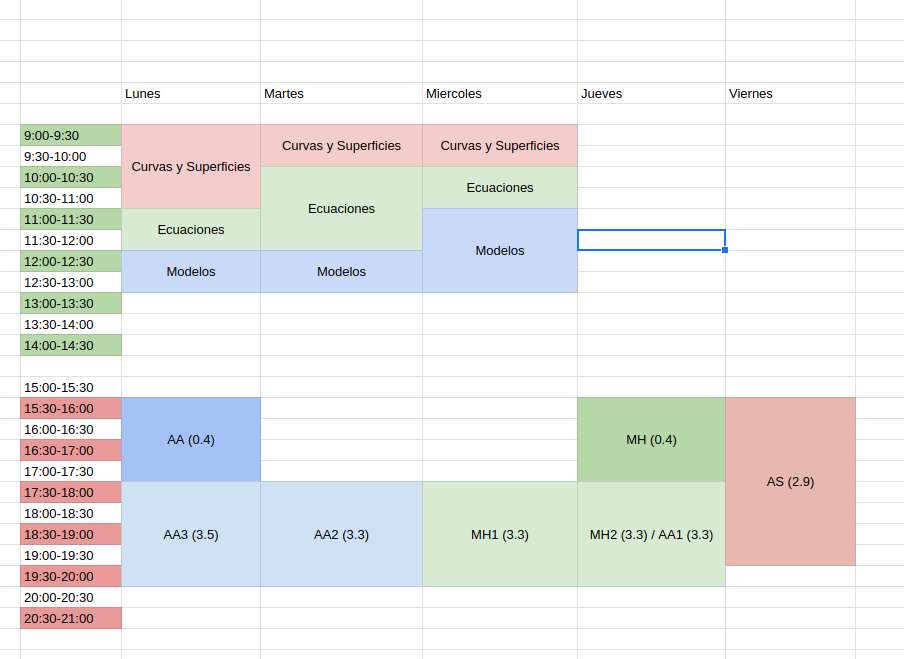 Lunes Martes Miercoles Jueves Viernes
9:00-9:30
Curvas y Superficies Curvas y Superficies
9:30-10:00
Curvas y Superficies
10:00-10:30
Ecuaciones
10:30-11:00
Ecuaciones
11:00-11:30
Ecuaciones
11:30-12:00
Modelos
12:00-12:30
Modelos Modelos
12:30-13:00
13:00-13:30
13:30-14:00
14:00-14:30
15:00-15:30
15:30-16:00
16:00-16:30
AA (0.4) MH (0.4)
16:30-17:00
17:00-17:30
AS (2.9)
17:30-18:00
18:00-18:30
18:30-19:00
AA3 (3.5) AA2 (3.3) MH1 (3.3) MH2 (3.3) / AA1 (3.3)
19:00-19:30
19:30-20:00
20:00-20:30
20:30-21:00